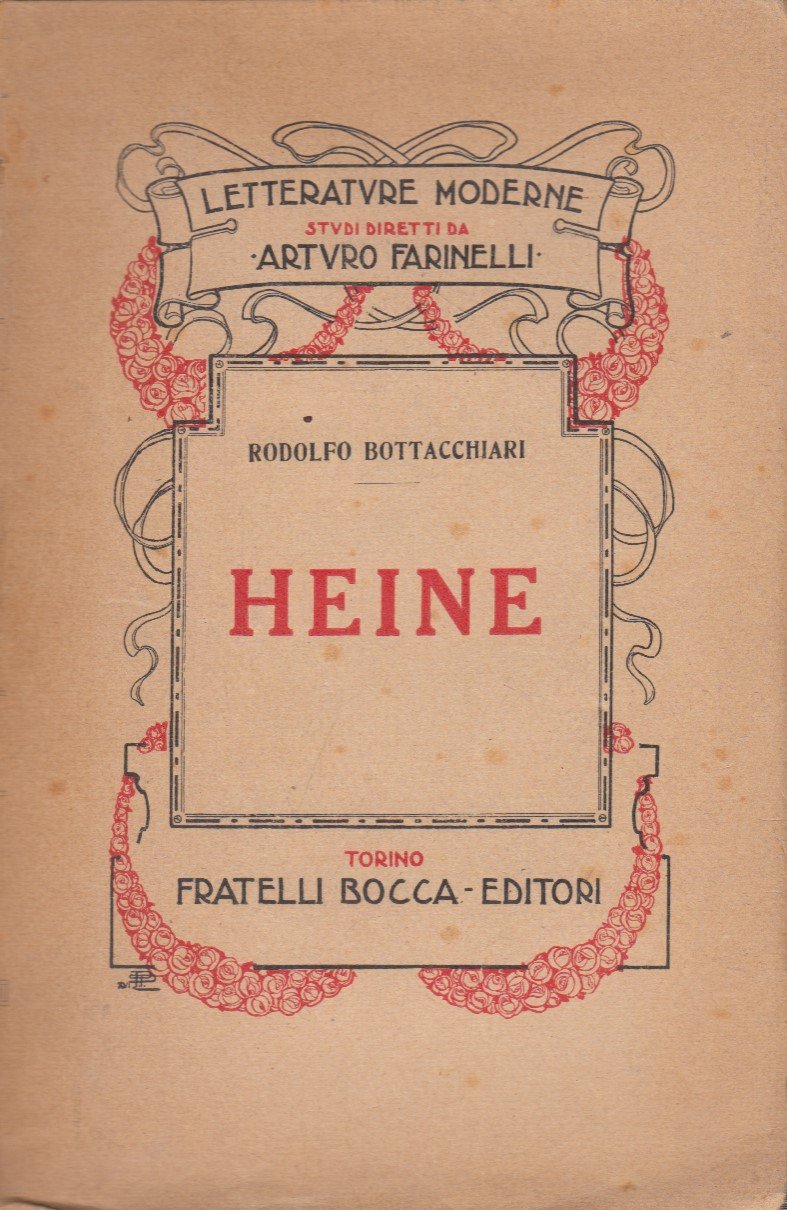 LETTERATVRE MODERNE
STVDI DIRETTI DA
·ARTVRO FARINELLI·
RODOLFO BOTTACCHIARI
HEINE
TORINO
FRATELLI BOCCA - EDITORI